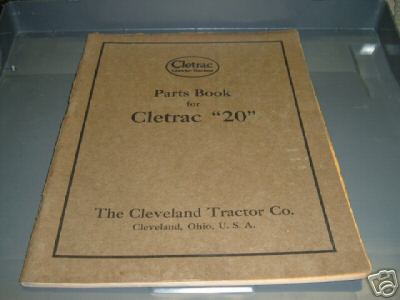 Cletrac
Parts Book
for
Cletrac "20"
The Cleveland Tractor Co.
Cleveland, Ohio, U. S. A.